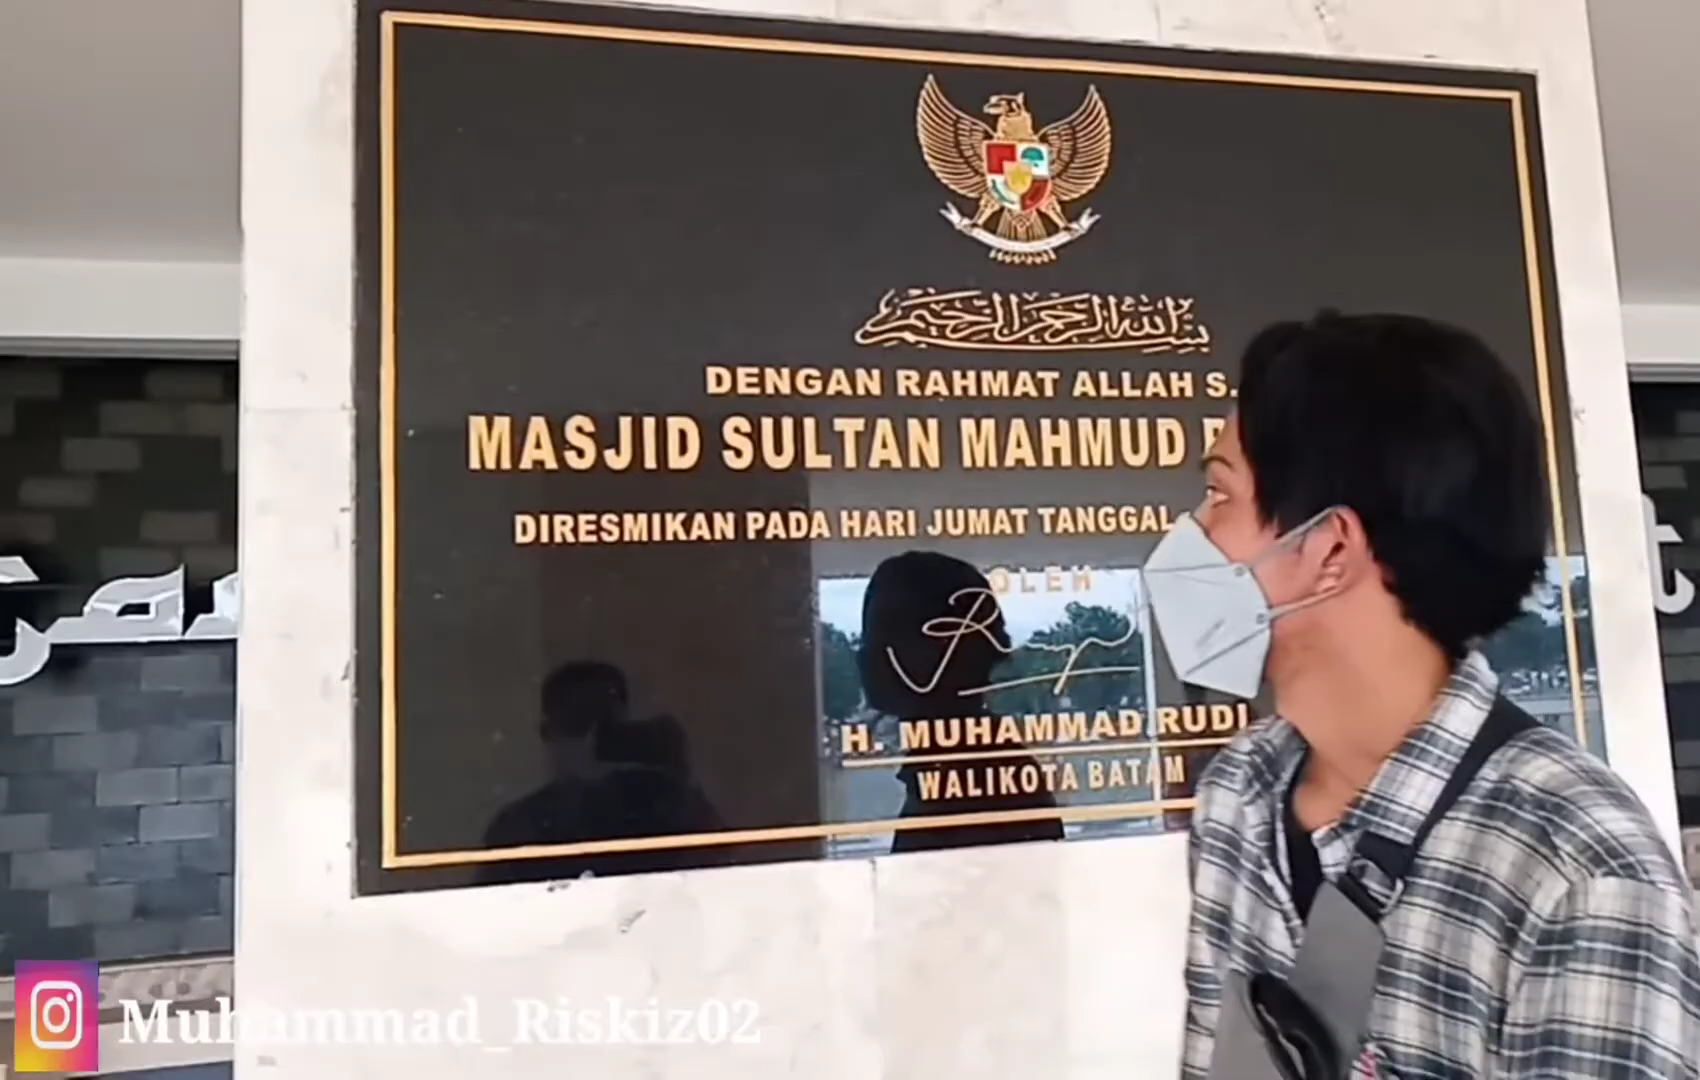 بسم الله الرحمن الرحيم
DENGAN RAHMAT ALLAH S.
MASJID SULTAN MAHMUD
DIRESMIKAN PADA HARI JUMAT TANGGAL
OLEH
H. MUHAMMAD RUDI
WALIKOTA BATAM
Muhammad_Riskiz02